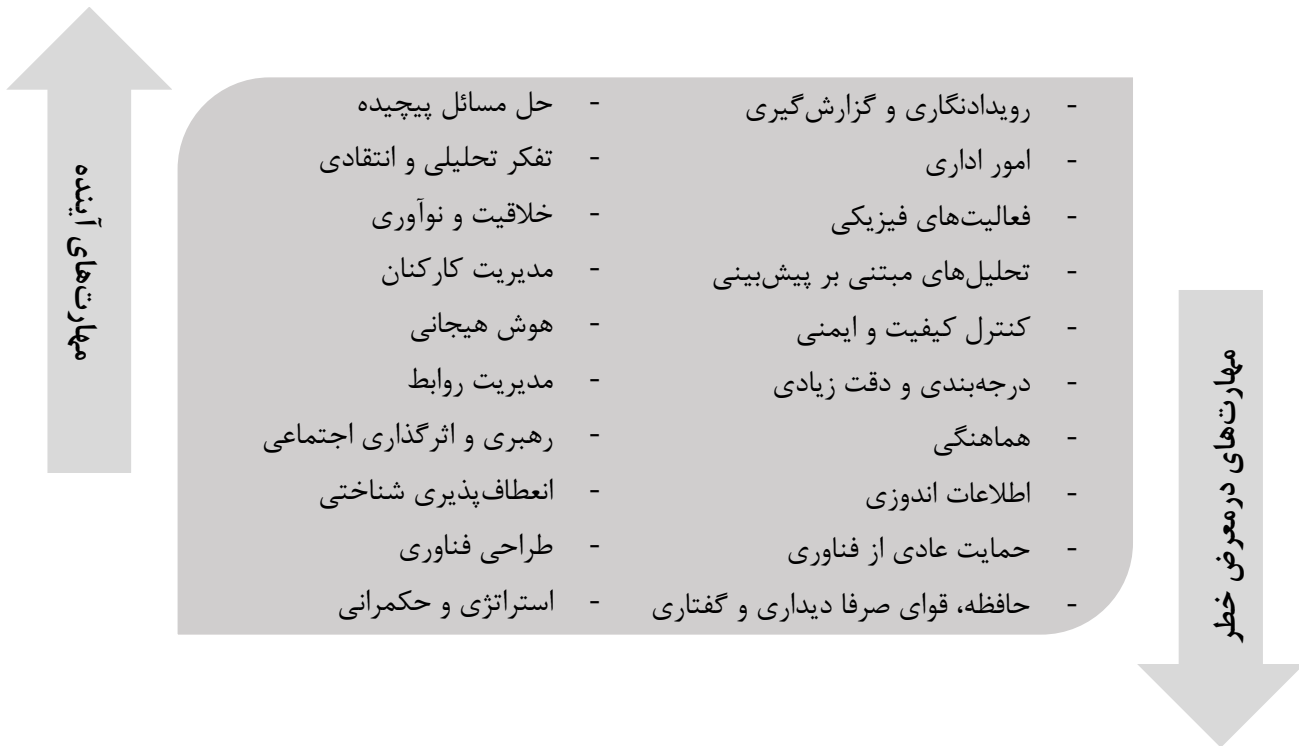 مهارت‌های درمعرض خطر
- رویدادنگاری و گزارش‌گیری
- امور اداری
- فعالیت‌های فیزیکی
- تحلیل‌های مبتنی بر پیش‌بینی
- کنترل کیفیت و ایمنی
- درجه‌بندی و دقت زیادی
- هماهنگی
- اطلاعات اندوزی
- حمایت عادی از فناوری
- حافظه، قوای صرفا دیداری و گفتاری
- حل مسائل پیچیده
- تفکر تحلیلی و انتقادی
- خلاقیت و نوآوری
- مدیریت کارکنان
- هوش هیجانی
- مدیریت روابط
- رهبری و اثرگذاری اجتماعی
- انعطاف‌پذیری شناختی
- طراحی فناوری
- استراتژی و حکمرانی
مهارت‌های آینده